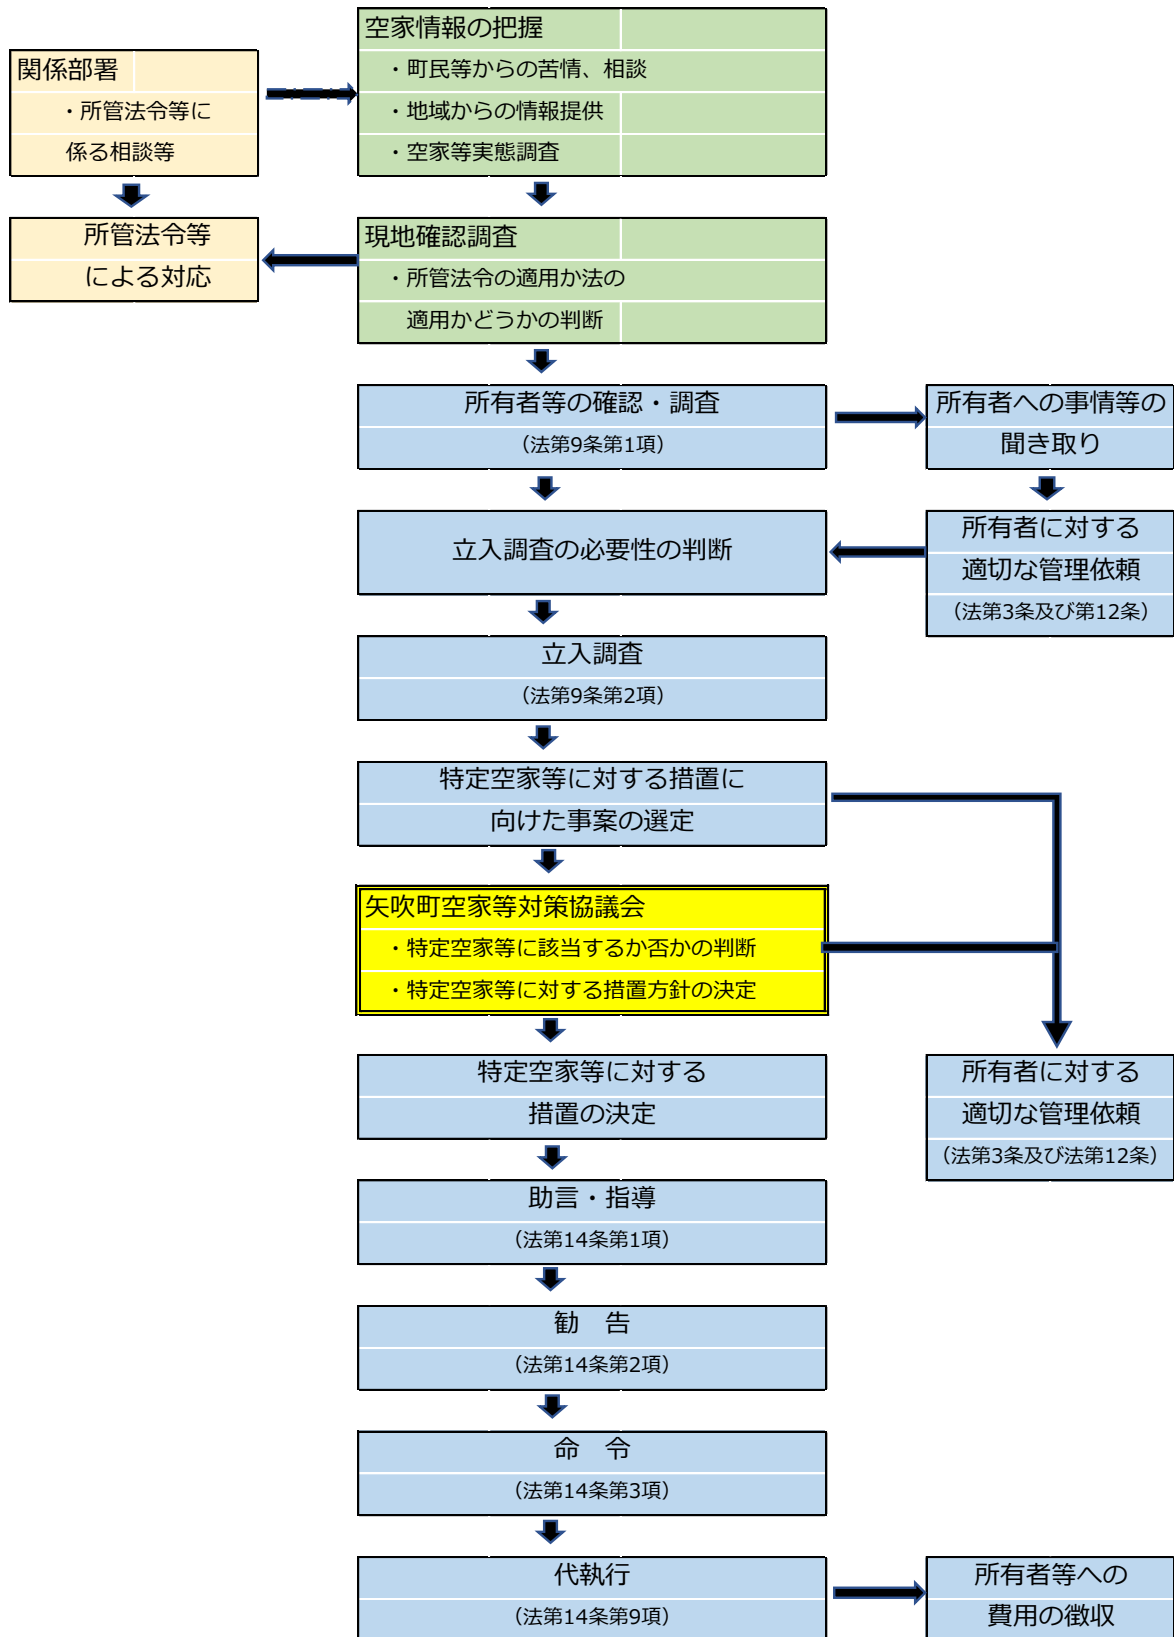 空家情報の把握
・町民等からの苦情、相談
・地域からの情報提供
・空家等実態調査
関係部署
・所管法令等に
係る相談等
所管法令等
による対応
現地確認調査
・所管法令の適用か法の
適用かどうかの判断
所有者等の確認・調査
（法第9条第1項）
所有者への事情等の
聞き取り
立入調査の必要性の判断
所有者に対する
適切な管理依頼
（法第3条及び第12条）
立入調査
（法第9条第2項）
特定空家等に対する措置に
向けた事案の選定
矢吹町空家等対策協議会
・特定空家等に該当するか否かの判断
・特定空家等に対する措置方針の決定
特定空家等に対する
措置の決定
所有者に対する
適切な管理依頼
（法第3条及び法第12条）
助言・指導
（法第14条第1項）
勧　告
（法第14条第2項）
命　令
（法第14条第3項）
代執行
（法第14条第9項）
所有者等への
費用の徴収